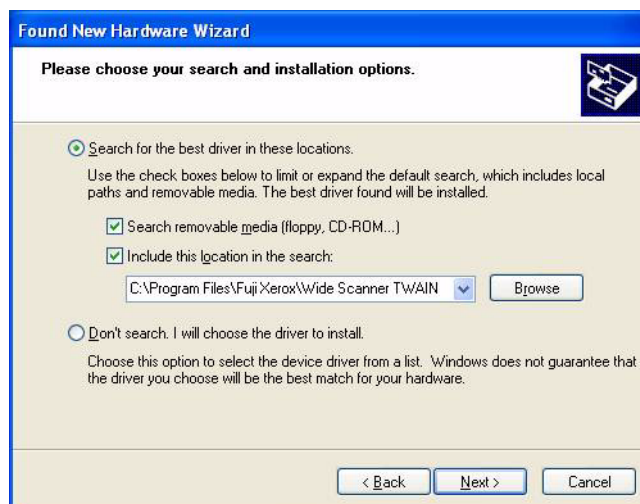 Found New Hardware Wizard
Please choose your search and installation options.
Search for the best driver in these locations.
Use the check boxes below to limit or expand the default search, which includes local
paths and removable media. The best driver found will be installed.
Search removable media (floppy, CD-ROM...)
Include this location in the search:
C:\Program Files\Fuji Xerox\Wide Scanner TWAIN
Browse
Don't search. I will choose the driver to install.
Choose this option to select the device driver from a list. Windows does not guarantee that
the driver you choose will be the best match for your hardware.
< Back Next > Cancel